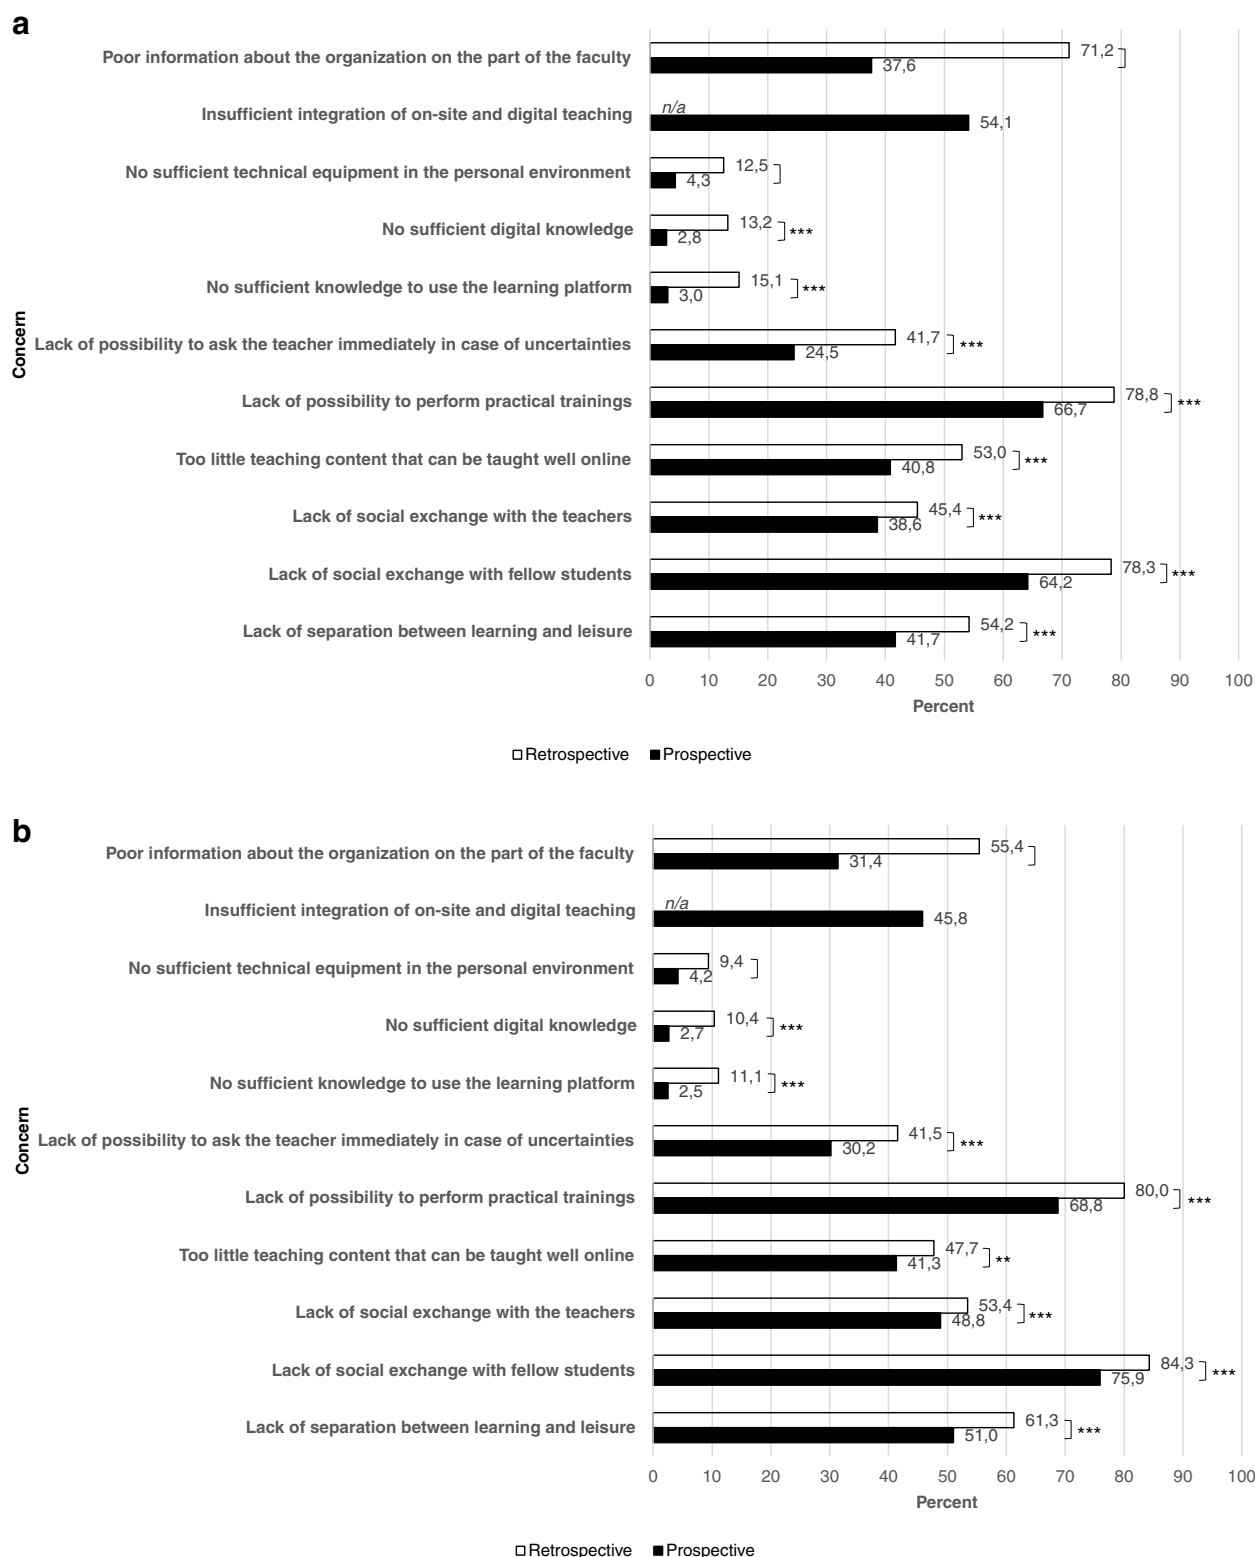 a
Poor information about the organization on the part of the faculty
71,2
37,6
Insufficient integration of on-site and digital teaching
n/a
54,1
No sufficient technical equipment in the personal environment
12,5
4,3
No sufficient digital knowledge
13,2
***
2,8
No sufficient knowledge to use the learning platform
15,1
***
3,0
Concern
Lack of possibility to ask the teacher immediately in case of uncertainties
41,7
***
24,5
Lack of possibility to perform practical trainings
78,8
***
66,7
Too little teaching content that can be taught well online
53,0
***
40,8
Lack of social exchange with the teachers
45,4
***
38,6
Lack of social exchange with fellow students
78,3
***
64,2
Lack of separation between learning and leisure
54,2
***
41,7
0 10 20 30 40 50 60 70 80 90 100
Percent
Retrospective Prospective
b
Poor information about the organization on the part of the faculty
55,4
31,4
Insufficient integration of on-site and digital teaching
n/a
45,8
No sufficient technical equipment in the personal environment
9,4
4,2
No sufficient digital knowledge
10,4
***
2,7
No sufficient knowledge to use the learning platform
11,1
***
2,5
Concern
Lack of possibility to ask the teacher immediately in case of uncertainties
41,5
***
30,2
Lack of possibility to perform practical trainings
80,0
***
68,8
Too little teaching content that can be taught well online
47,7
**
41,3
Lack of social exchange with the teachers
53,4
***
48,8
Lack of social exchange with fellow students
84,3
***
75,9
Lack of separation between learning and leisure
61,3
***
51,0
0 10 20 30 40 50 60 70 80 90 100
Percent
Retrospective Prospective